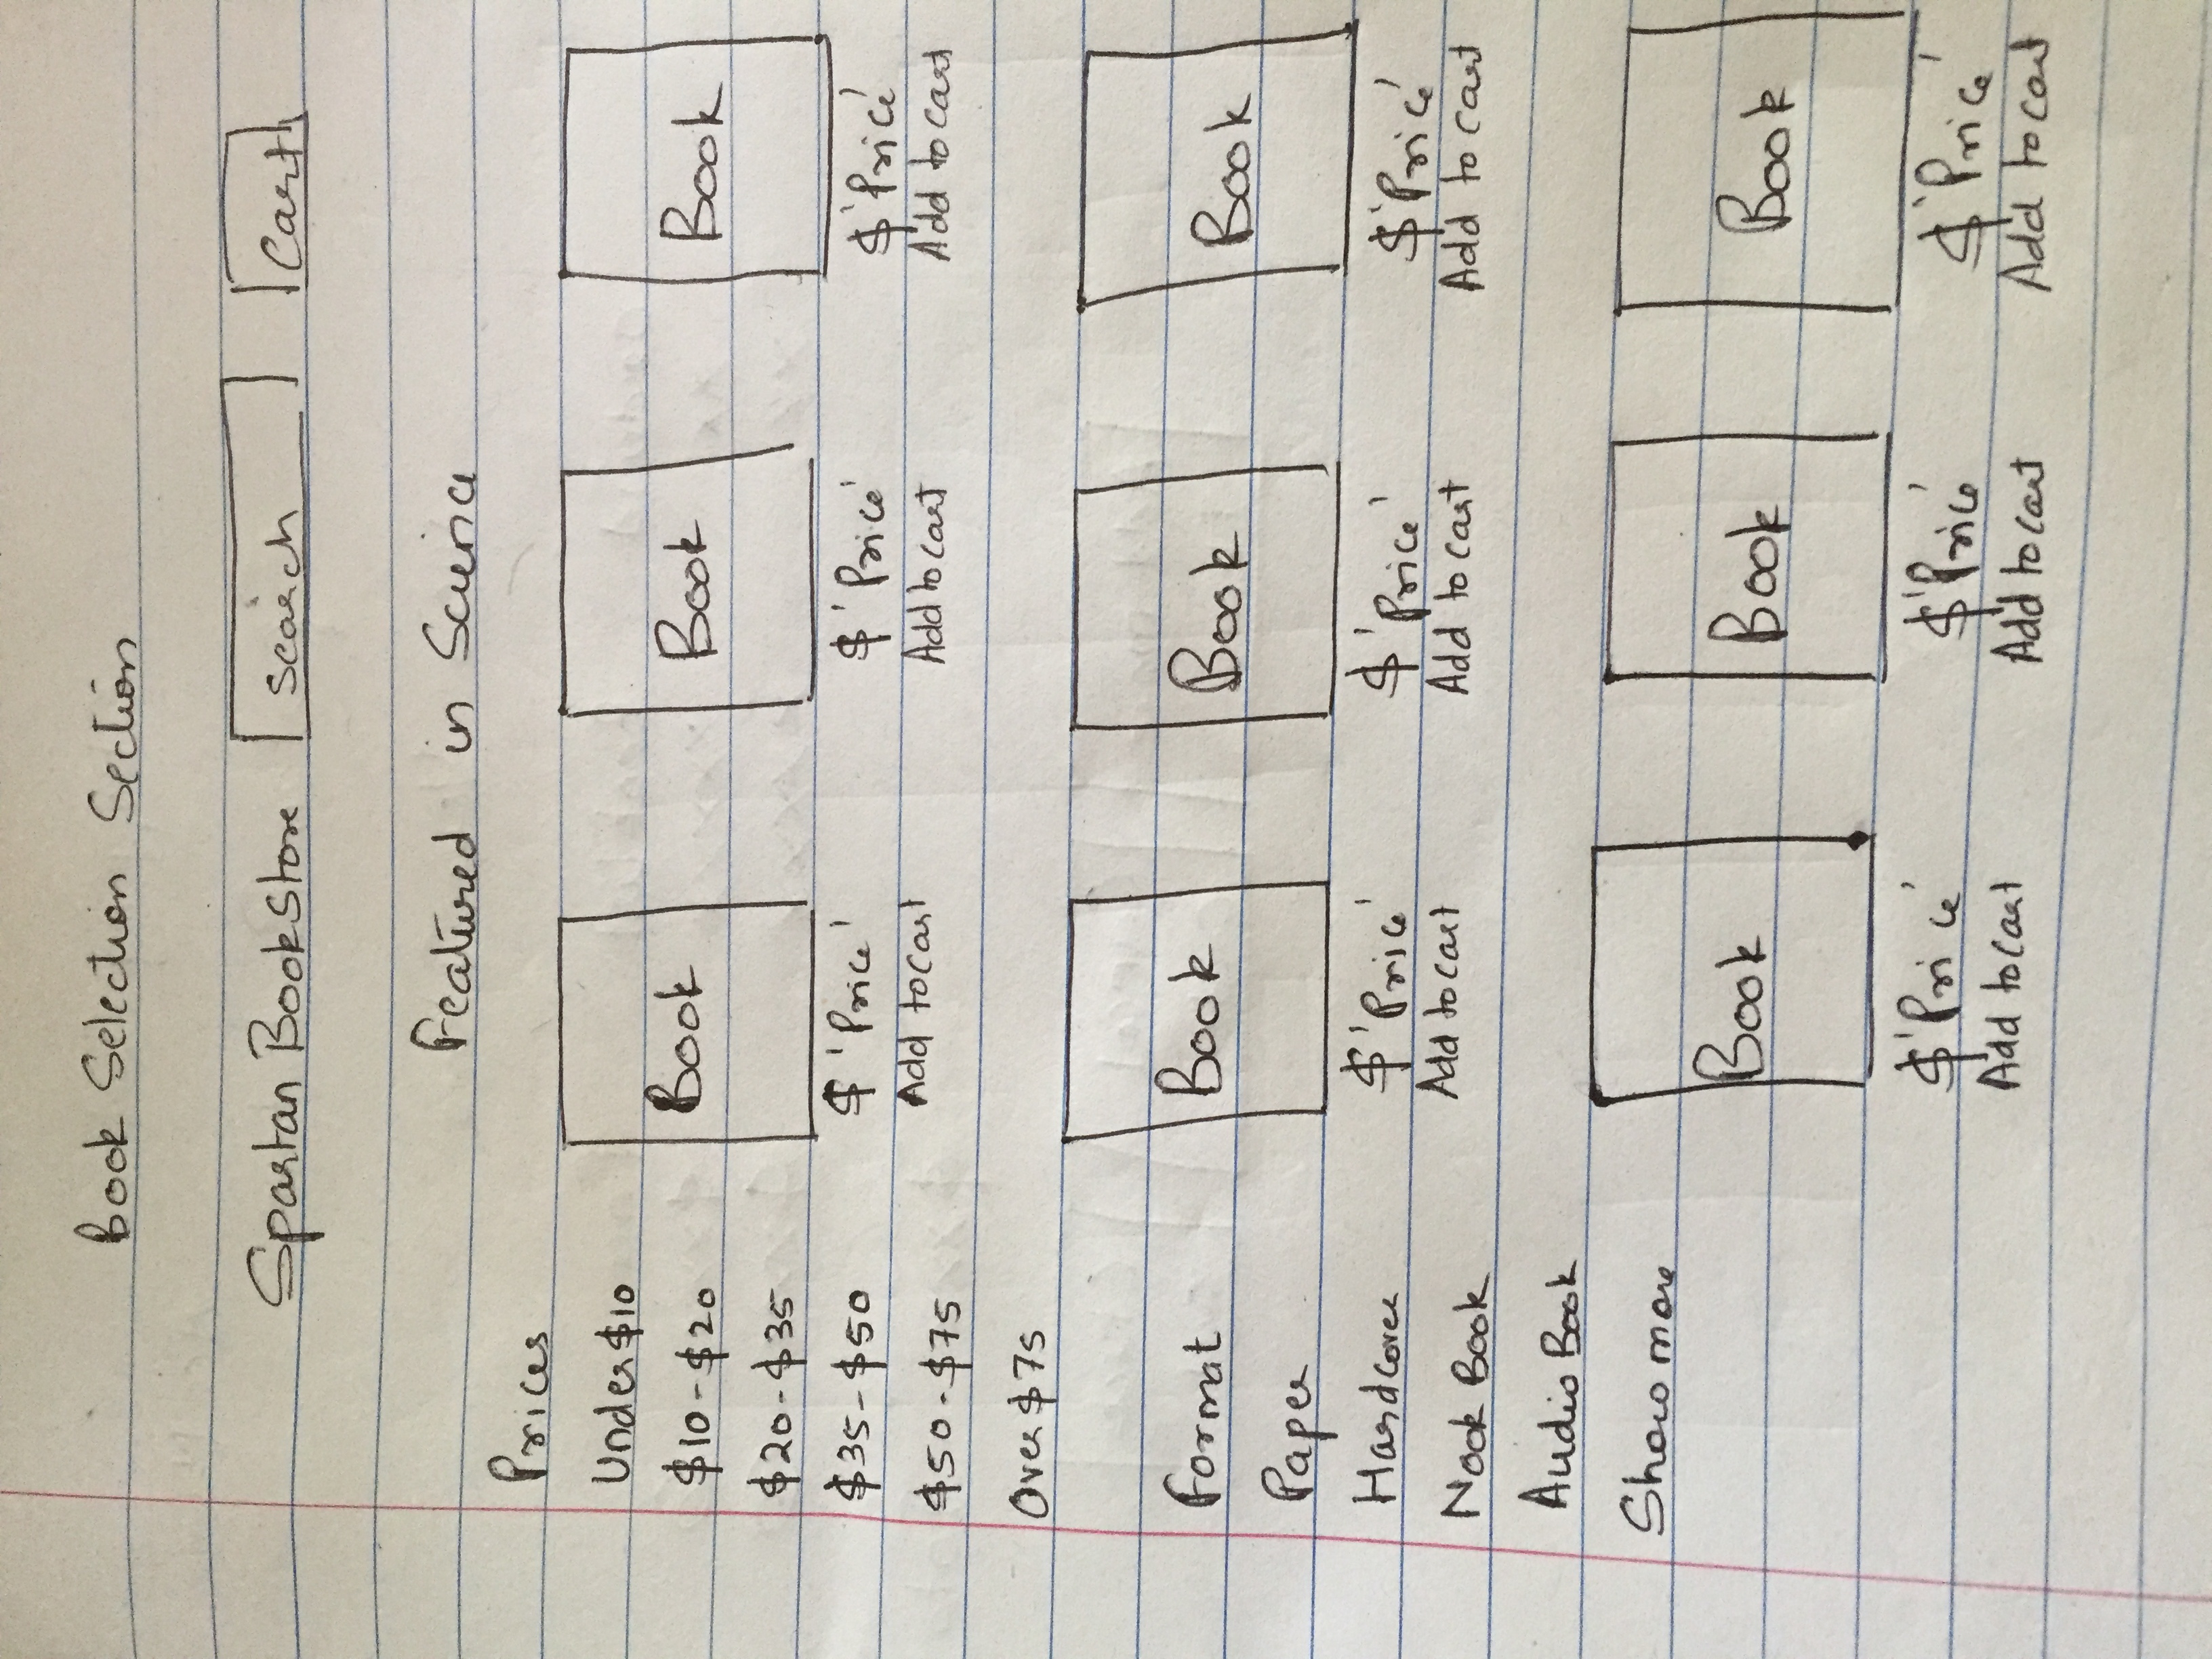 Book Selection Section
Spartan BookStore search Cart
Featured in Science
Prices
Under $10
$10-$20
$20-$35
$35-$50
$50-$75
Over $75
Format
Paper
Hardcover
Nook Book
Audio Book
Show more
Book Book Book
$ 'Price' $ 'Price' $ 'Price'
Add to cart Add to cart Add to cart
Book Book Book
$ 'Price' $ 'Price' $ 'Price'
Add to cart Add to cart Add to cart
Book Book Book
$ 'Price' $ 'Price' $ 'Price'
Add to cart Add to cart Add to cart